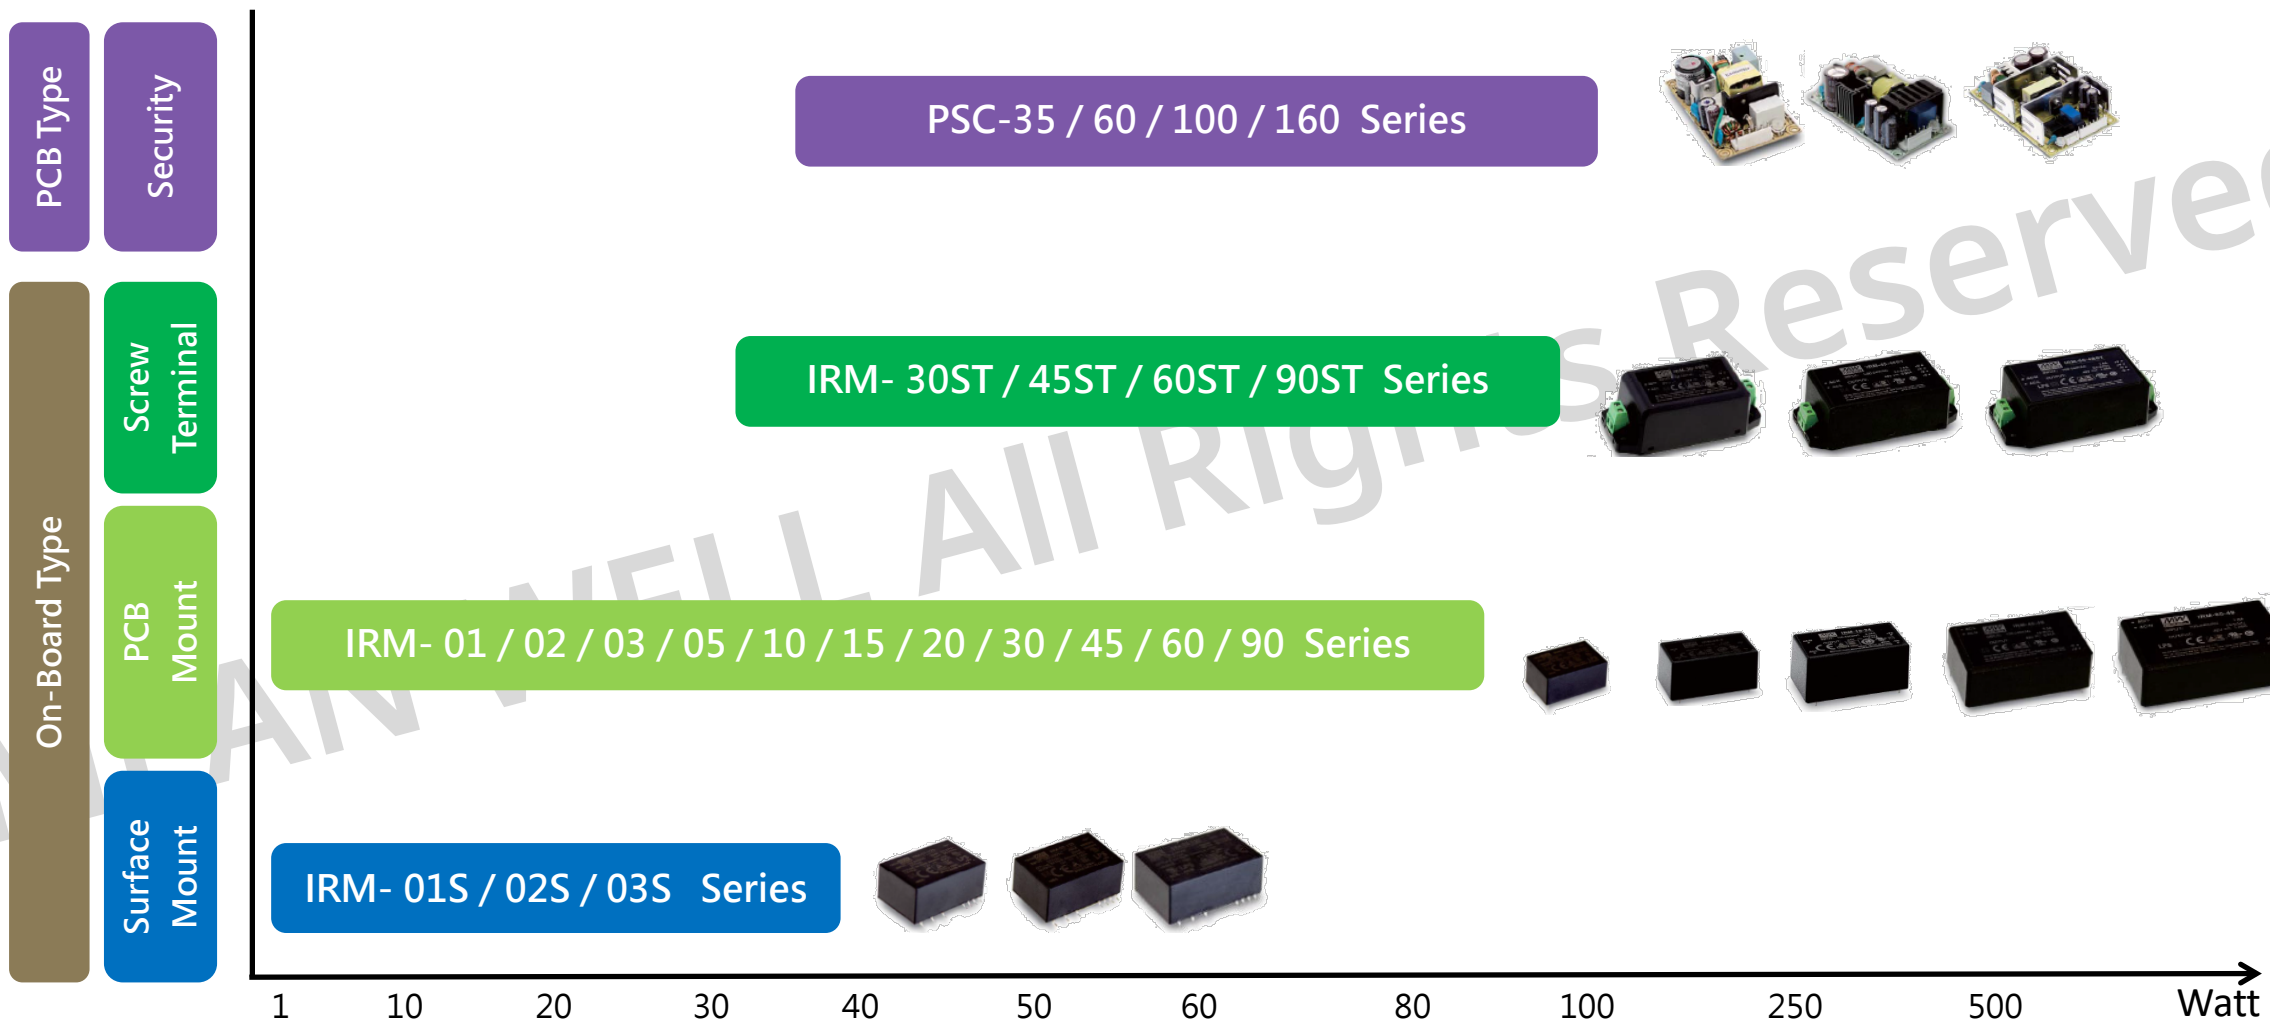 PCB Type
Security
PSC-35 / 60 / 100 / 160 Series
On-Board Type
Screw
Terminal
IRM- 30ST / 45ST / 60ST / 90ST Series
PCB
Mount
IRM- 01 / 02 / 03 / 05 / 10 / 15 / 20 / 30 / 45 / 60 / 90 Series
Surface
Mount
IRM- 01S / 02S / 03S Series
1 10 20 30 40 50 60 80 100 250 500 Watt
MEAN WELL All Rights Reserved